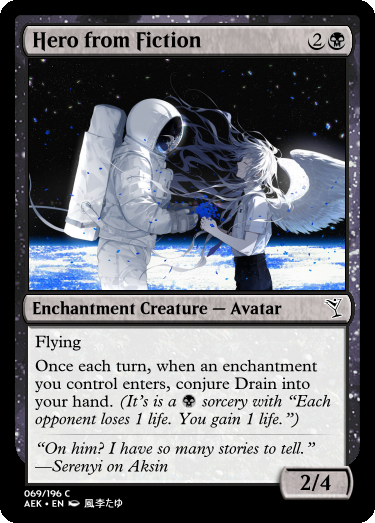 Hero from Fiction 2
Enchantment Creature — Avatar
Flying
Once each turn, when an enchantment
you control enters, conjure Drain into
your hand. (It's a sorcery with “Each
opponent loses 1 life. You gain 1 life.”)
“On him? I have so many stories to tell.”
—Serenyi on Aksin
2/4
069/196 C
AEK • EN 風李たゆ